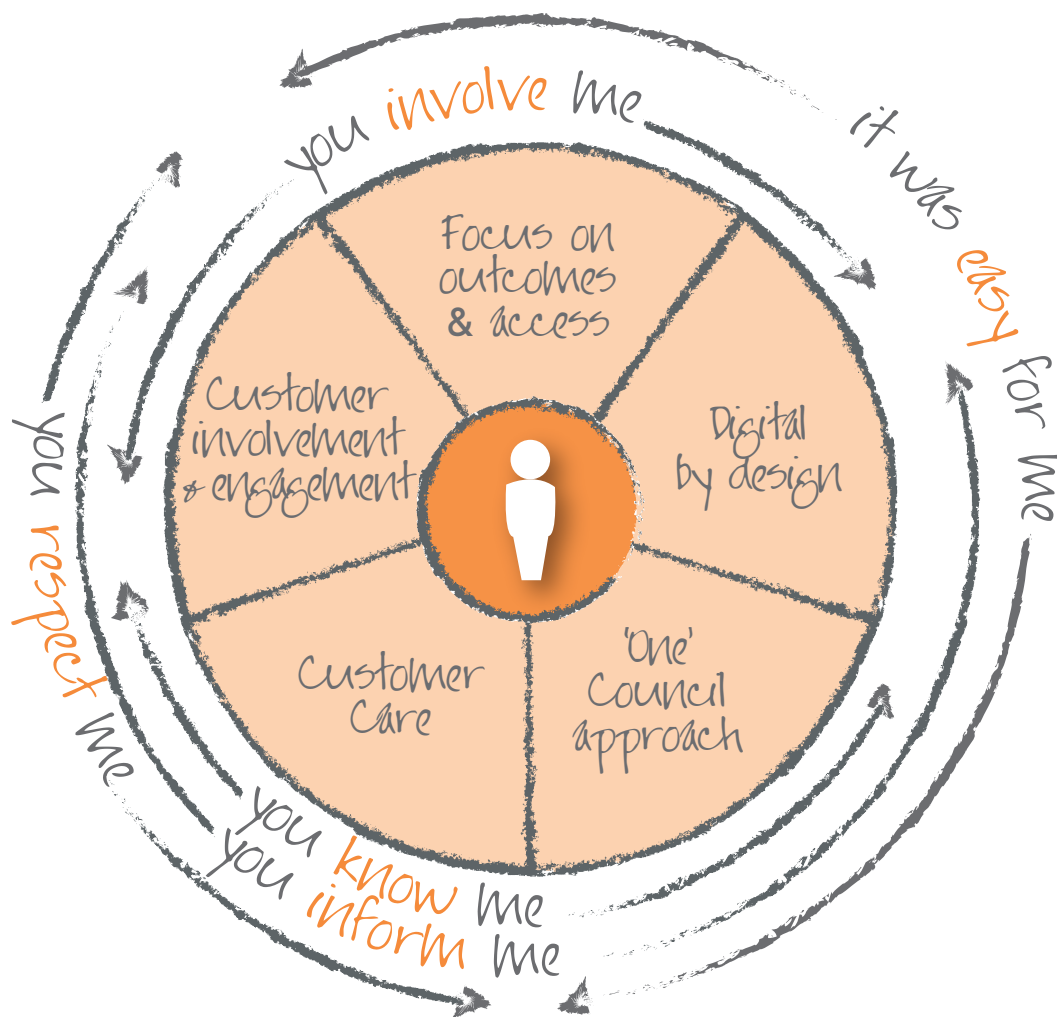 you involve me
it was easy for me
Focus on
outcomes
& access
Customer
involvement
& engagement
Digital
by design
you respect me
Customer
Care
'One'
Council
approach
you know me
you inform me